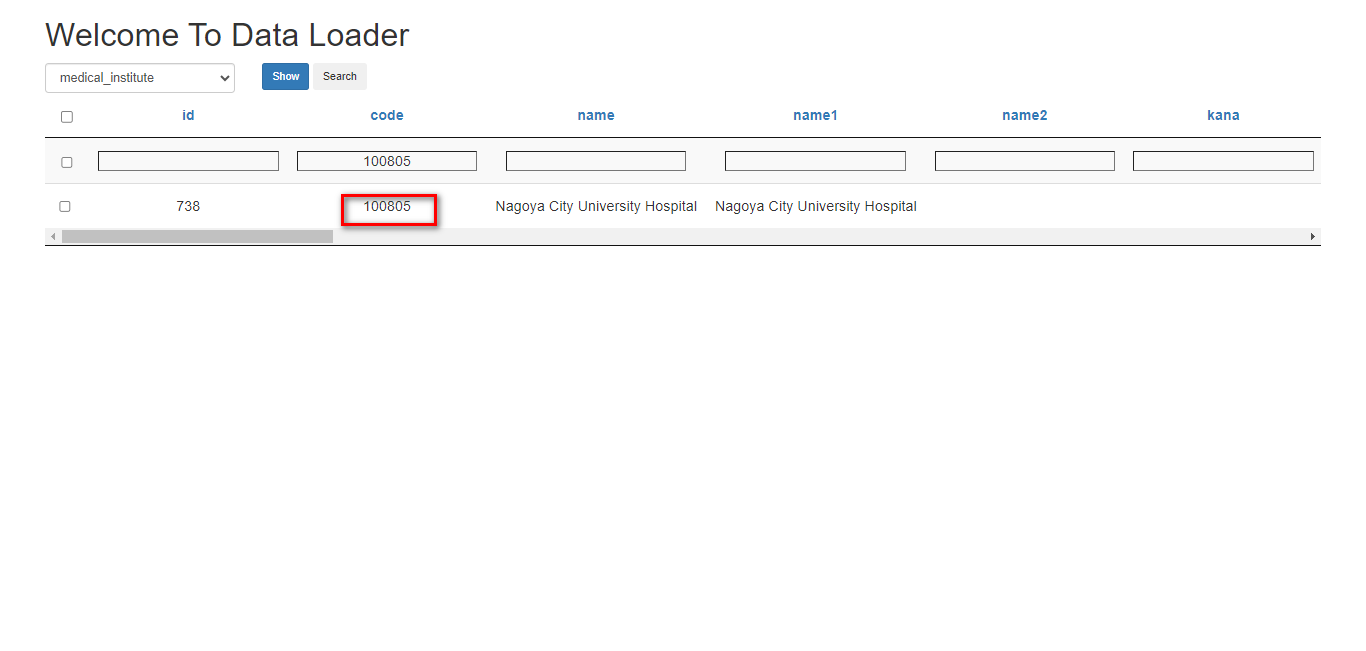 Welcome To Data Loader
medical_institute Show Search
id code name name1 name2 kana
100805
738 100805 Nagoya City University Hospital Nagoya City University Hospital